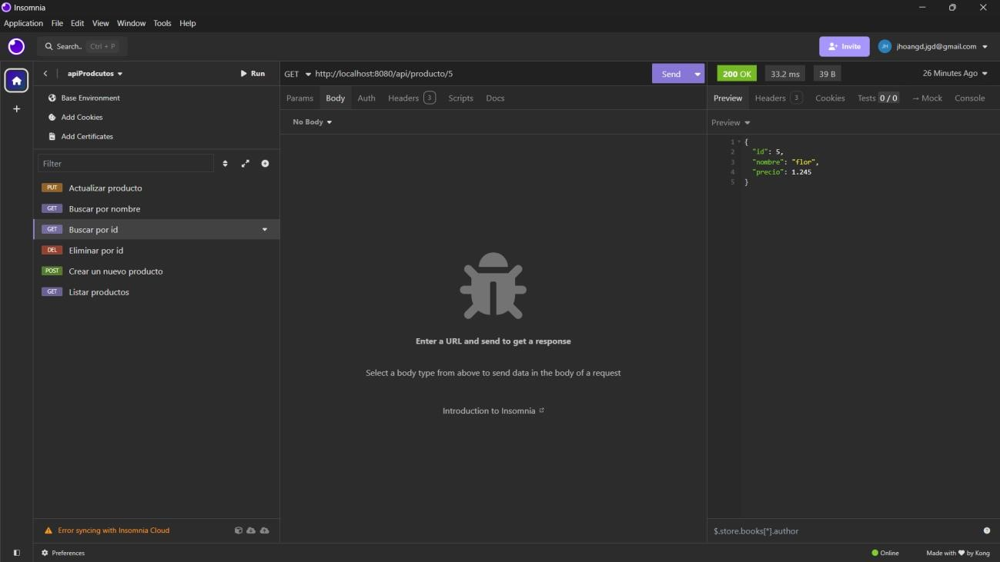 Insomnia
Application File Edit View Window Tools Help
Search.. Ctrl + P
Invite
JH jhoangd.jgd@gmail.com
apiProdcutos
Run
GET http://localhost:8080/api/producto/5
Send
200 OK 33.2 ms 39 B
26 Minutes Ago
Base Environment
Add Cookies
Add Certificates
Params Body Auth Headers 3 Scripts Docs
Preview Headers 3 Cookies Tests 0 / 0 → Mock Console
No Body
Preview
Filter
PUT Actualizar producto
GET Buscar por nombre
GET Buscar por id
DEL Eliminar por id
POST Crear un nuevo producto
GET Listar productos
1 {
2 "id": 5,
3 "nombre": "flor",
4 "precio": 1.245
5 }
Enter a URL and send to get a response
Select a body type from above to send data in the body of a request
Introduction to Insomnia
Error syncing with Insomnia Cloud
$.store.books[*].author
Preferences
Online
Made with ♥ by Kong